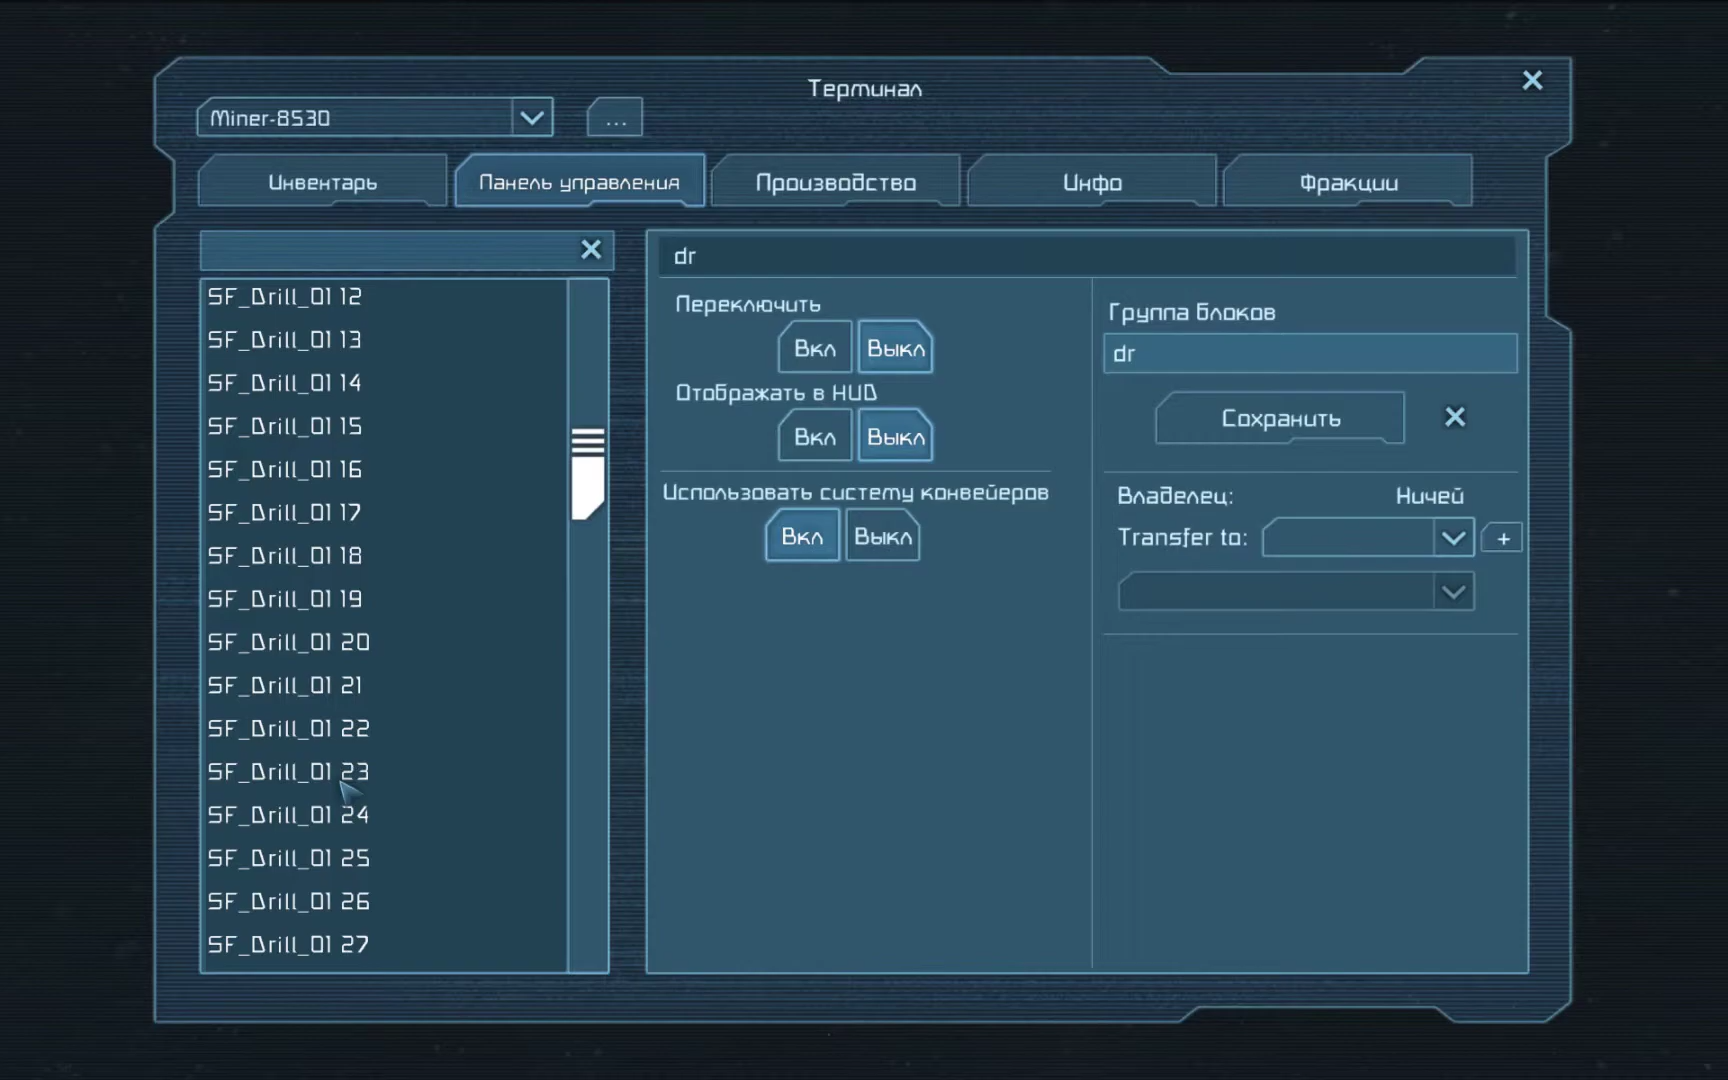 Терминал
Miner-8530
...
Инвентарь
Панель управления
Производство
Инфо
Фракции
SF_Drill_01 12
SF_Drill_01 13
SF_Drill_01 14
SF_Drill_01 15
SF_Drill_01 16
SF_Drill_01 17
SF_Drill_01 18
SF_Drill_01 19
SF_Drill_01 20
SF_Drill_01 21
SF_Drill_01 22
SF_Drill_01 23
SF_Drill_01 24
SF_Drill_01 25
SF_Drill_01 26
SF_Drill_01 27
dr
Переключить
Вкл Выкл
Отображать в HUD
Вкл Выкл
Использовать систему конвейеров
Вкл Выкл
Группа блоков
dr
Сохранить
Владелец: Ничей
Transfer to:
+